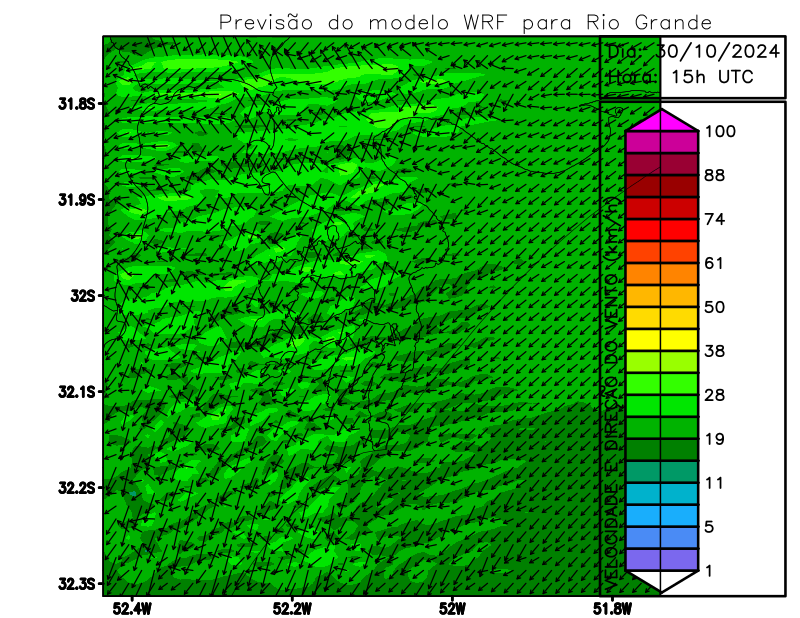 Previsão do modelo WRF para Rio Grande
Dia: 30/10/2024
Hora: 15h UTC
31.8S
31.9S
32S
32.1S
32.2S
32.3S
52.4W
52.2W
52W
51.8W
VELOCIDADE E DIREÇÃO DO VENTO (km/h)
100
88
74
61
50
38
28
19
11
5
1